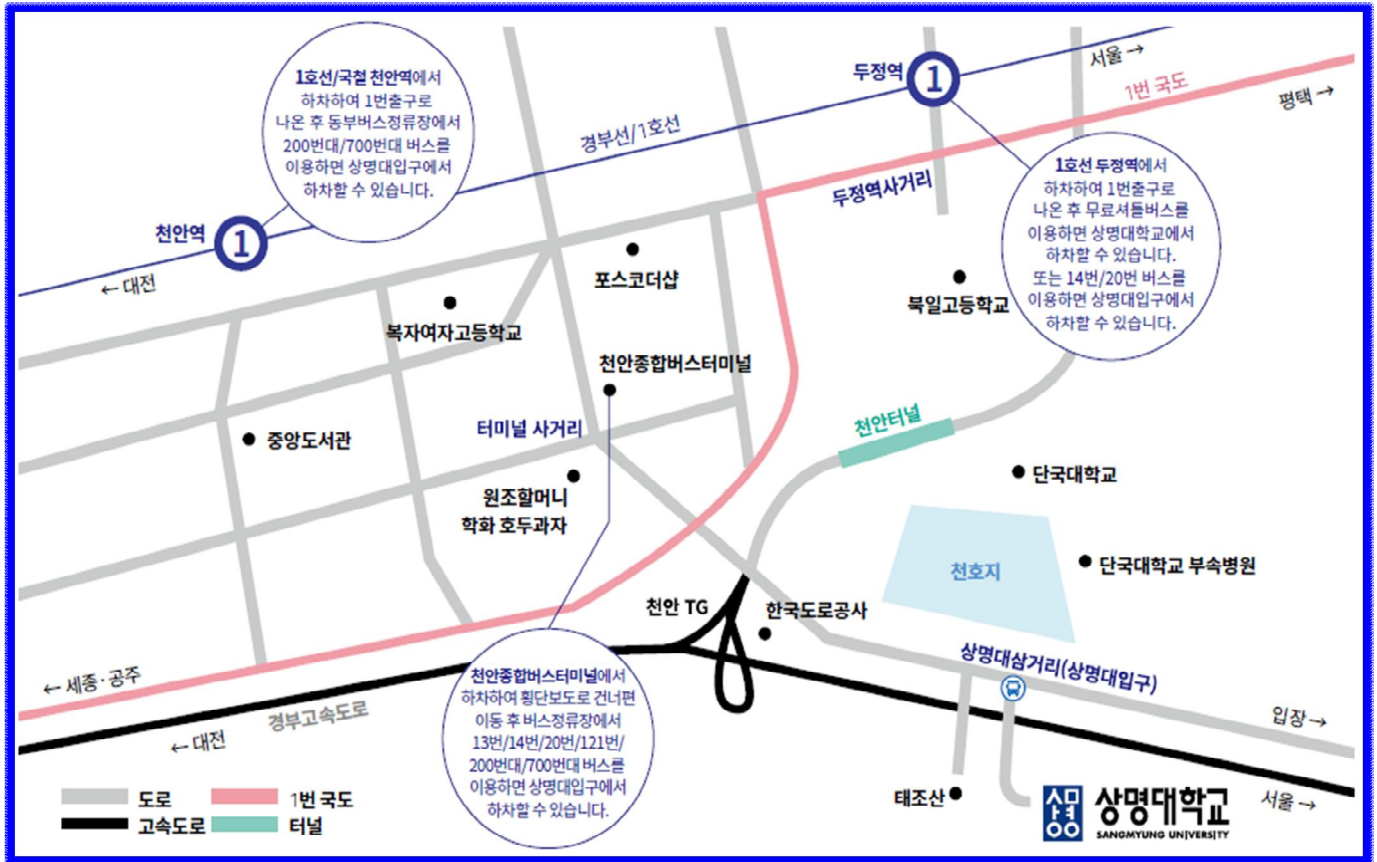 1호선/국철 천안역에서
하차하여 1번출구로
나온 후 동부버스정류장에서
200번대/700번대 버스를
이용하면 상명대입구에서
하차할 수 있습니다.
두정역
1
서울 →
1번 국도
평택 →
경부선/1호선
1호선 두정역에서
하차하여 1번출구로
나온 후 무료셔틀버스를
이용하면 상명대학교에서
하차할 수 있습니다.
또는 14번/20번 버스를
이용하면 상명대입구에서
하차할 수 있습니다.
두정역사거리
천안역
1
← 대전
포스코더샵
북일고등학교
복자여자고등학교
천안종합버스터미널
천안터널
터미널 사거리
중앙도서관
단국대학교
원조할머니
학화 호두과자
천호지
단국대학교 부속병원
천안 TG
한국도로공사
상명대삼거리(상명대입구)
← 세종·공주
천안종합버스터미널에서
하차하여 횡단보도로 건너편
이동 후 버스정류장에서
13번/14번/20번/121번/
200번대/700번대 버스를
이용하면 상명대입구에서
하차할 수 있습니다.
경부고속도로
← 대전
입장 →
서울 →
태조산
도로
1번 국도
고속도로
터널
상명
상명대학교
SANGMYUNG UNIVERSITY